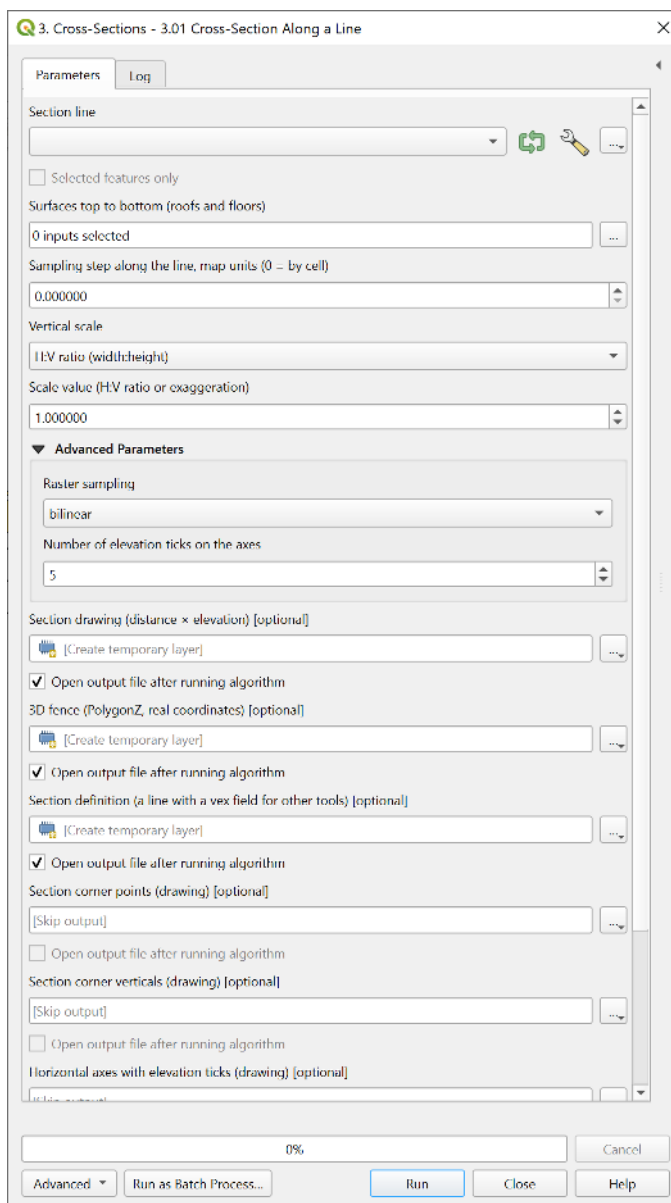 3. Cross-Sections - 3.01 Cross-Section Along a Line
Parameters
Log
Section line
...
Selected features only
Surfaces top to bottom (roofs and floors)
0 inputs selected
...
Sampling step along the line, map units (0 = by cell)
0.000000
Vertical scale
H:V ratio (width:height)
Scale value (H:V ratio or exaggeration)
1.000000
Advanced Parameters
Raster sampling
bilinear
Number of elevation ticks on the axes
5
Section drawing (distance × elevation) [optional]
[Create temporary layer]
...
Open output file after running algorithm
3D fence (PolygonZ, real coordinates) [optional]
[Create temporary layer]
...
Open output file after running algorithm
Section definition (a line with a vex field for other tools) [optional]
[Create temporary layer]
...
Open output file after running algorithm
Section corner points (drawing) [optional]
[Skip output]
...
Open output file after running algorithm
Section corner verticals (drawing) [optional]
[Skip output]
...
Open output file after running algorithm
Horizontal axes with elevation ticks (drawing) [optional]
0%
Cancel
Advanced
Run as Batch Process...
Run
Close
Help